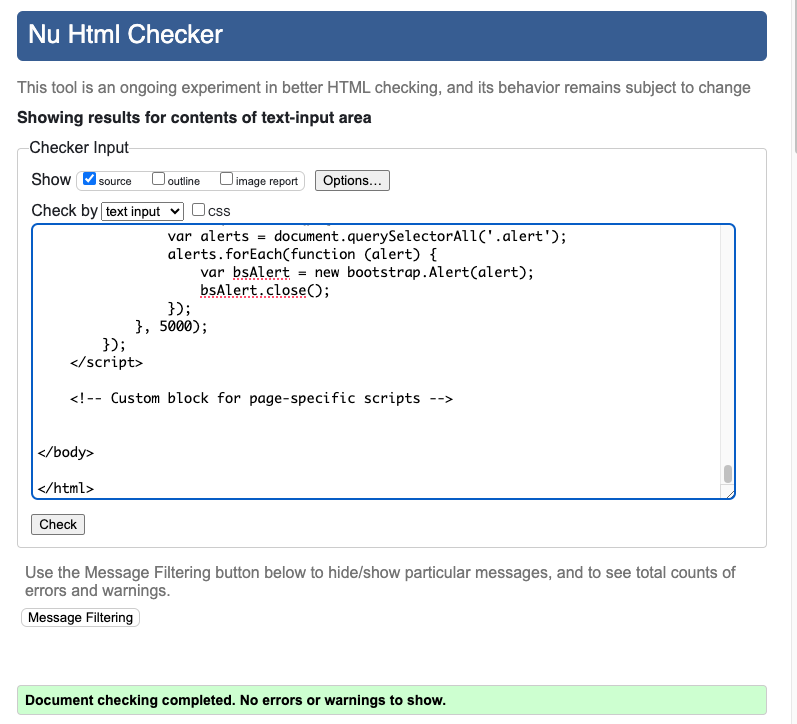 Nu Html Checker
This tool is an ongoing experiment in better HTML checking, and its behavior remains subject to change
Showing results for contents of text-input area
Checker Input
Show source outline image report Options...
Check by text input CSS
var alerts = document.querySelectorAll('.alert');
alerts.forEach(function (alert) {
var bsAlert = new bootstrap.Alert(alert);
bsAlert.close();
});
}, 5000);
});
</script>
<!-- Custom block for page-specific scripts -->
</body>
</html>
Check
Use the Message Filtering button below to hide/show particular messages, and to see total counts of
errors and warnings.
Message Filtering
Document checking completed. No errors or warnings to show.